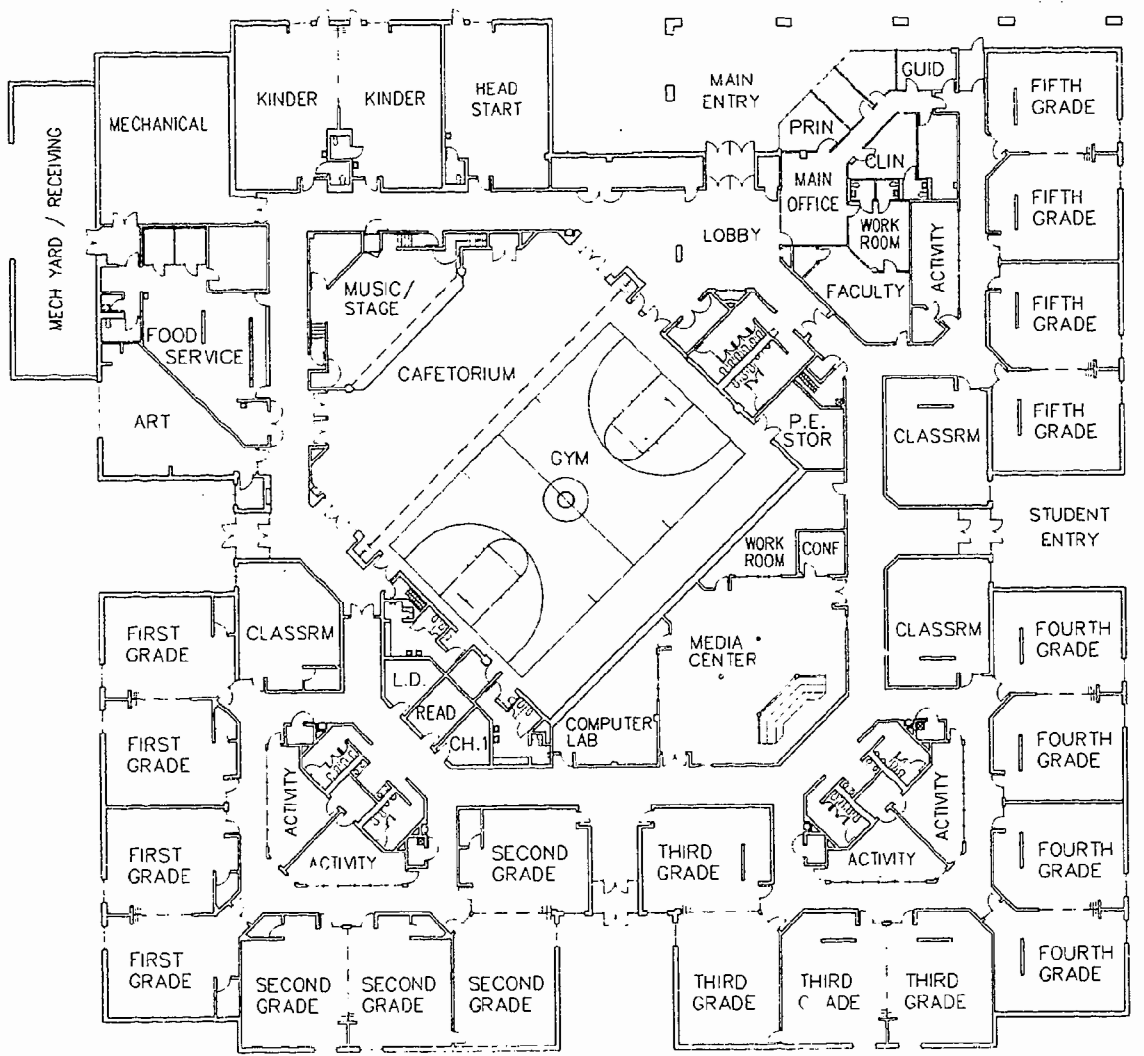 MECH YARD / RECEIVING
MECHANICAL
KINDER
KINDER
HEAD
START
MAIN
ENTRY
GUID
PRIN
CLIN
MAIN
OFFICE
WORK
ROOM
LOBBY
FACULTY
ACTIVITY
FIFTH
GRADE
FIFTH
GRADE
FIFTH
GRADE
FIFTH
GRADE
MUSIC/
STAGE
FOOD
SERVICE
CAFETORIUM
ART
GYM
P.E.
STOR
CLASSRM
STUDENT
ENTRY
WORK
ROOM
CONF
FIRST
GRADE
CLASSRM
L.D.
READ
CH.1
COMPUTER
LAB
MEDIA
CENTER
CLASSRM
FOURTH
GRADE
FIRST
GRADE
ACTIVITY
ACTIVITY
ACTIVITY
ACTIVITY
FOURTH
GRADE
FIRST
GRADE
SECOND
GRADE
THIRD
GRADE
FOURTH
GRADE
FIRST
GRADE
SECOND
GRADE
SECOND
GRADE
SECOND
GRADE
THIRD
GRADE
THIRD
GRADE
THIRD
GRADE
FOURTH
GRADE